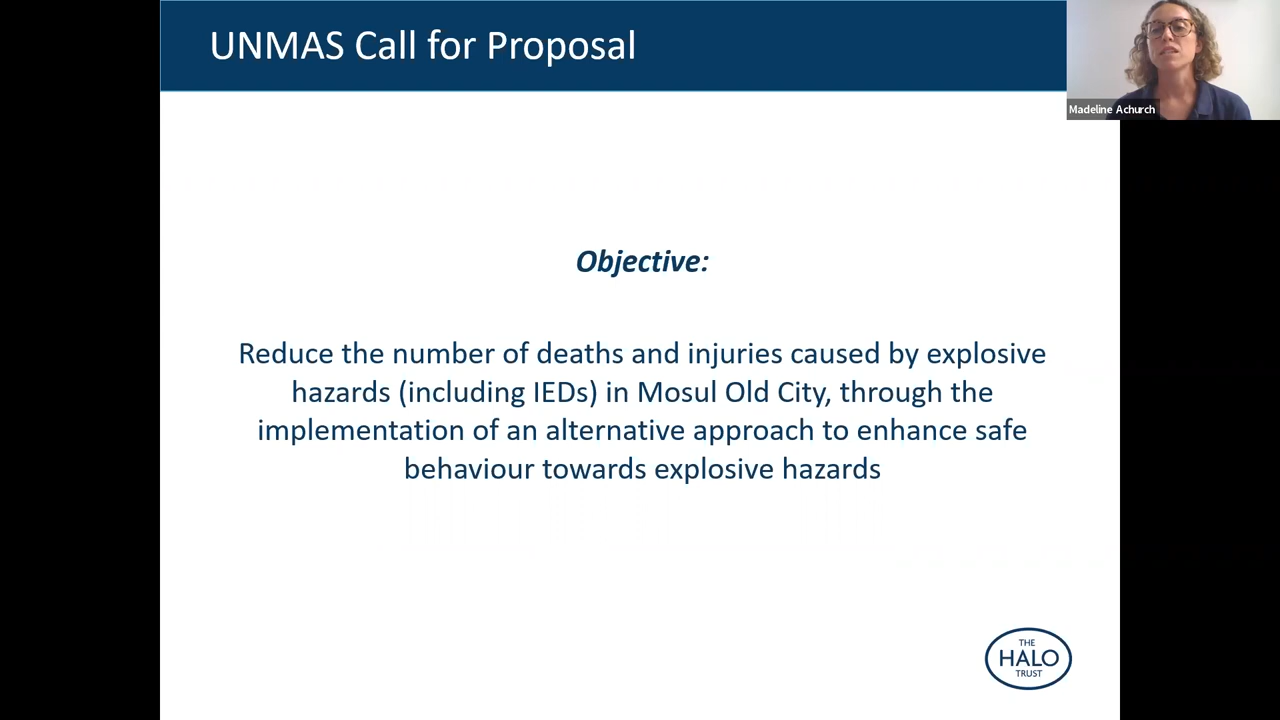 UNMAS Call for Proposal
Madeline Achurch
Objective:
Reduce the number of deaths and injuries caused by explosive
hazards (including IEDs) in Mosul Old City, through the
implementation of an alternative approach to enhance safe
behaviour towards explosive hazards
THE
HALO
TRUST